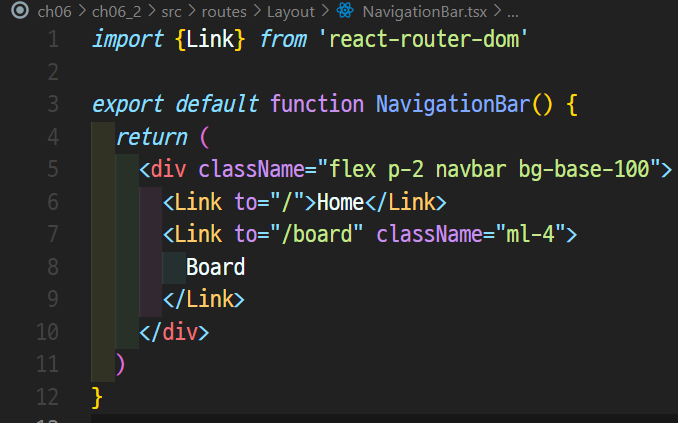 ch06 > ch06_2 > src > routes > Layout > NavigationBar.tsx > ...
1 import {Link} from 'react-router-dom'
2
3 export default function NavigationBar() {
4   return (
5     <div className="flex p-2 navbar bg-base-100">
6       <Link to="/">Home</Link>
7       <Link to="/board" className="ml-4">
8         Board
9       </Link>
10     </div>
11   )
12 }